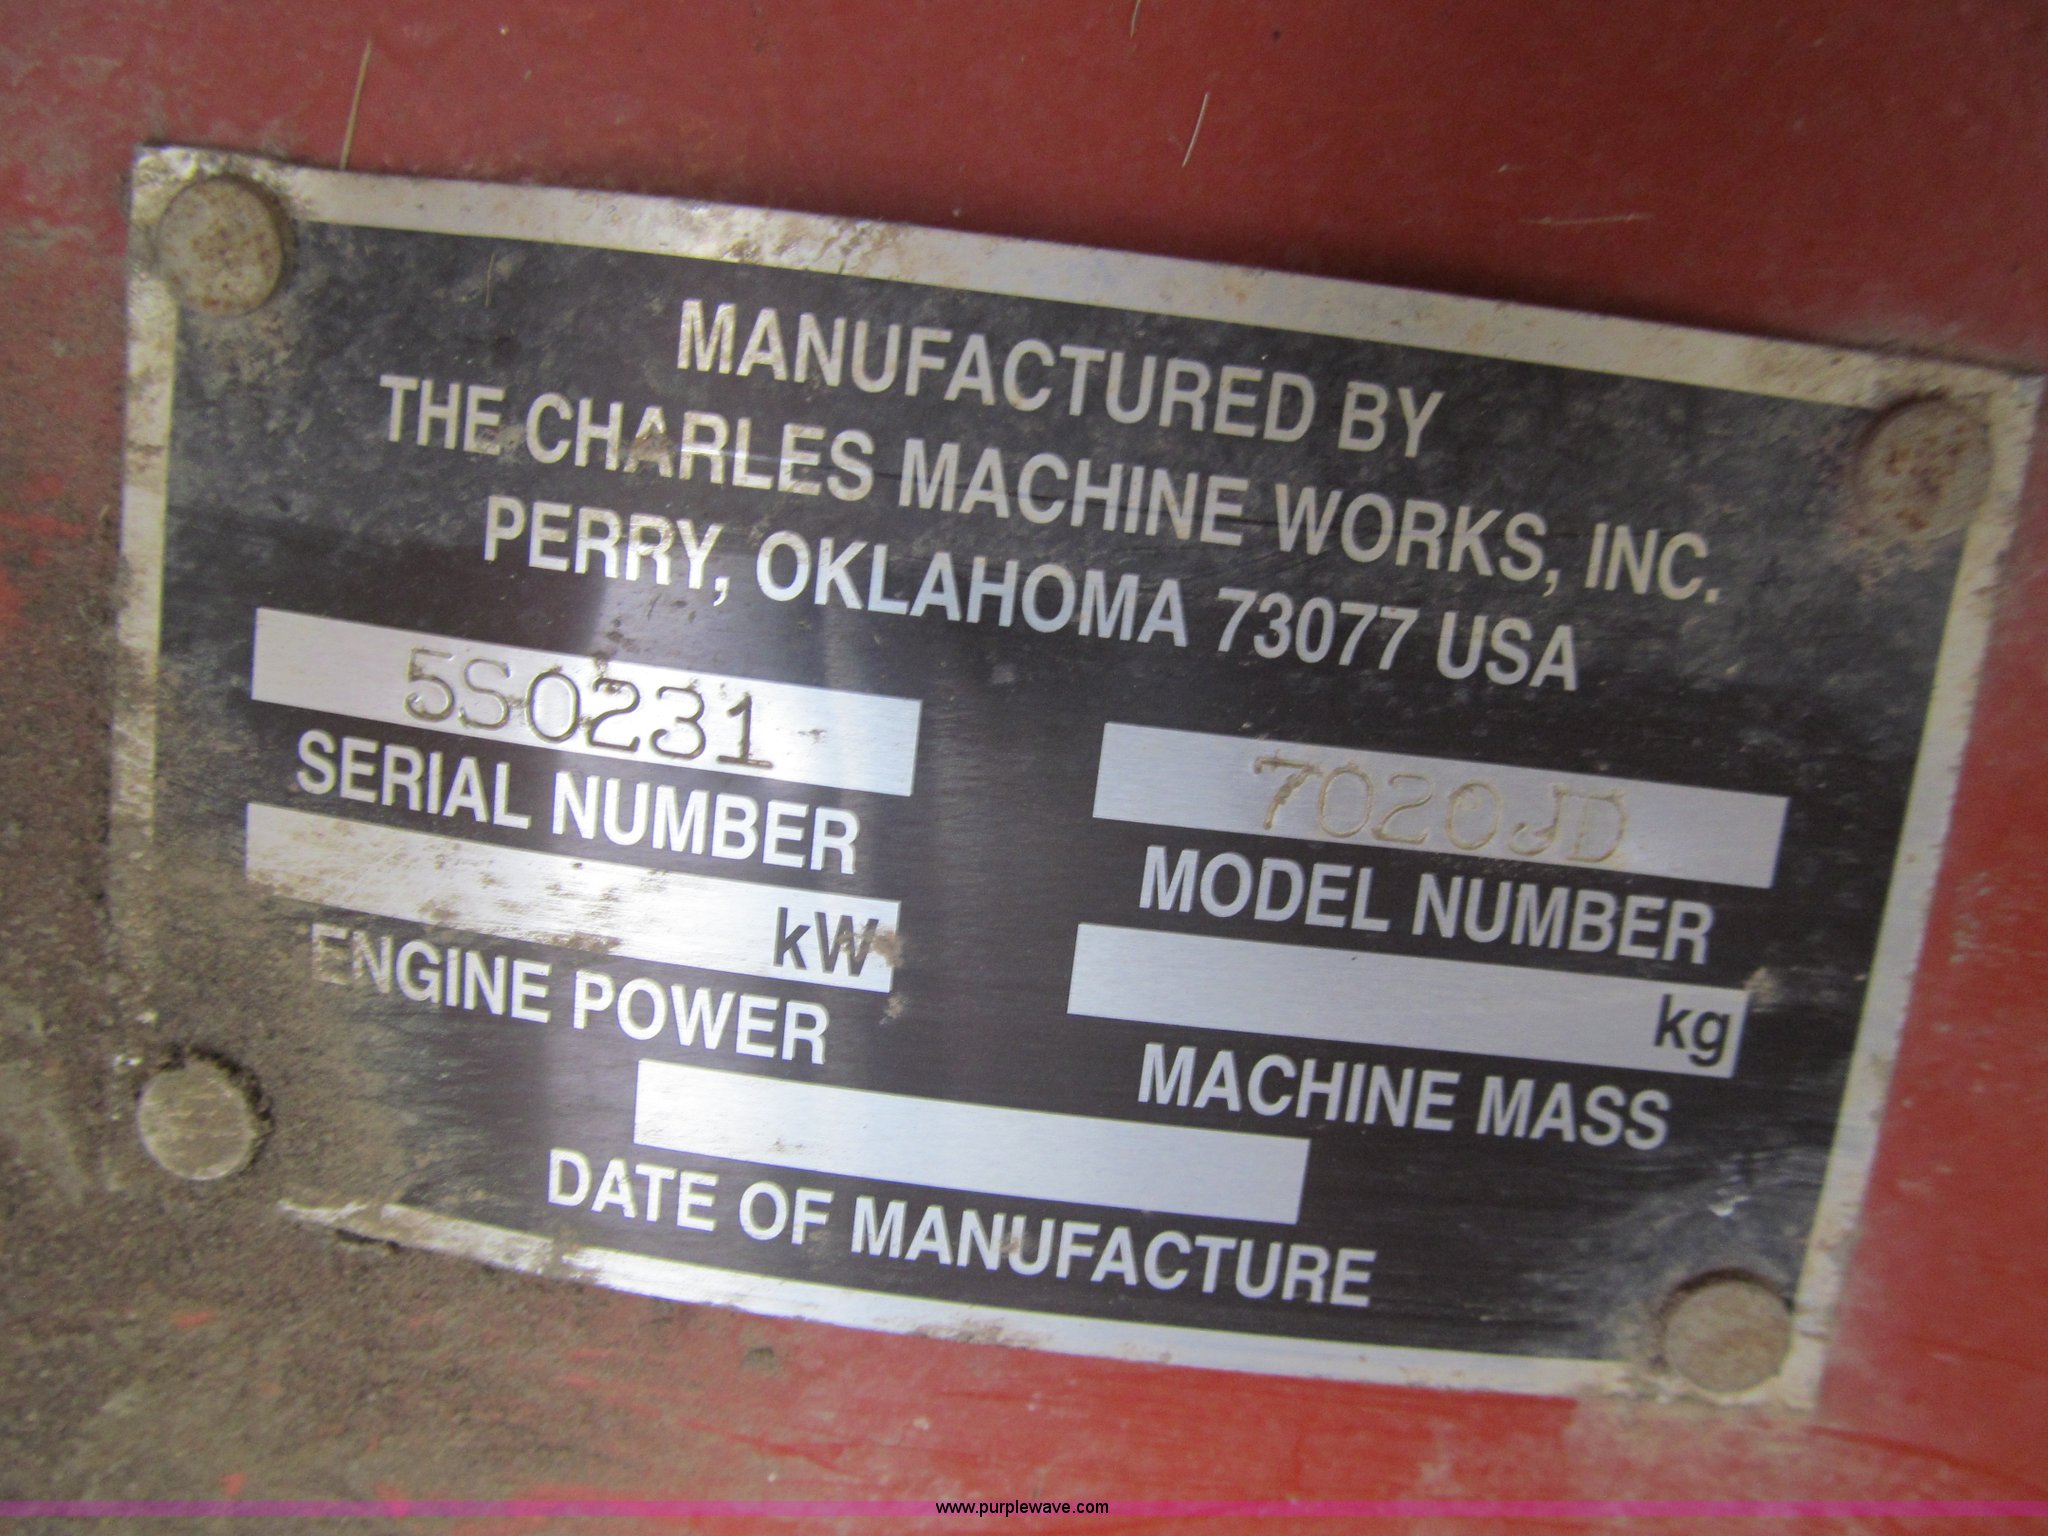 MANUFACTURED BY
THE CHARLES MACHINE WORKS, INC.
PERRY, OKLAHOMA 73077 USA
5S0231
SERIAL NUMBER
7020JD
MODEL NUMBER
kW
ENGINE POWER
kg
MACHINE MASS
DATE OF MANUFACTURE
www.purplewave.com